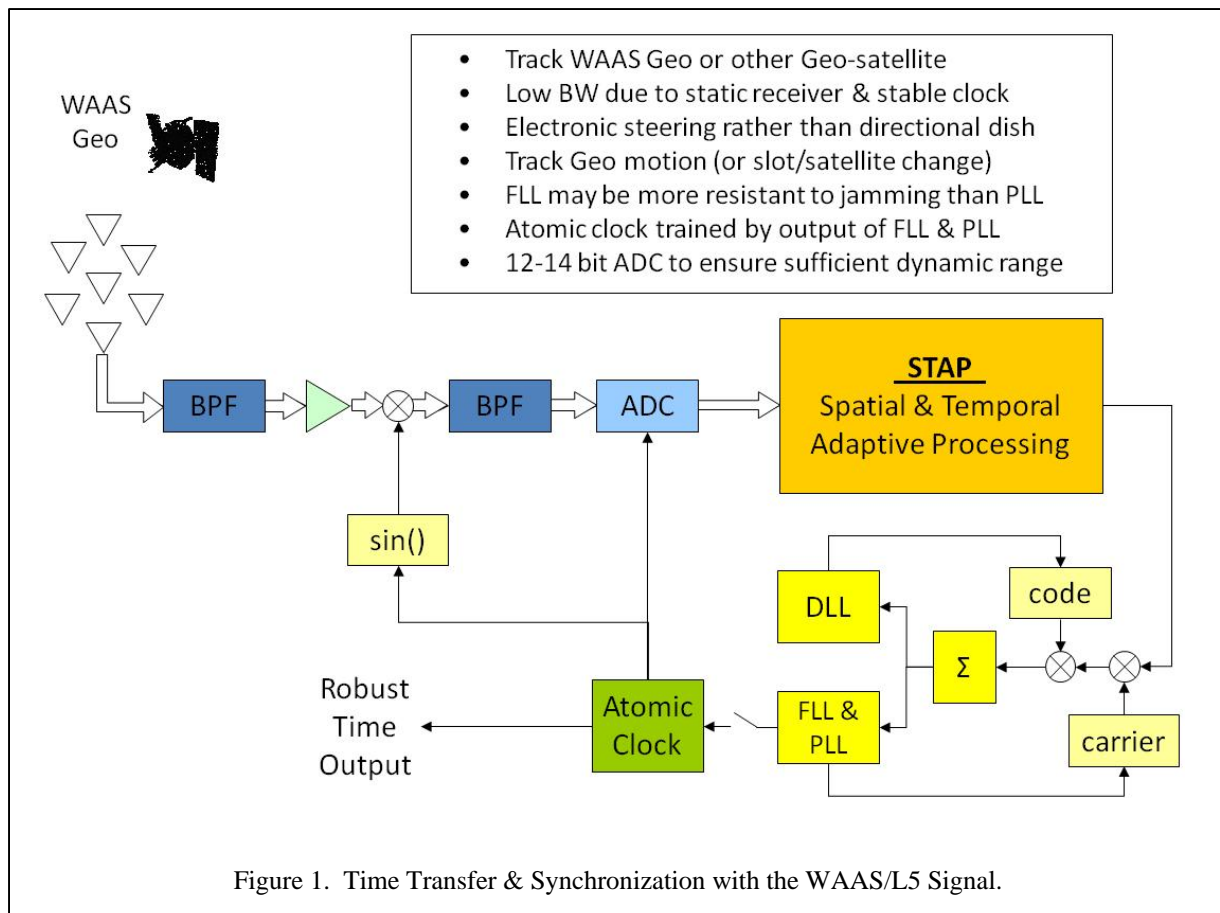 • Track WAAS Geo or other Geo-satellite
• Low BW due to static receiver & stable clock
• Electronic steering rather than directional dish
• Track Geo motion (or slot/satellite change)
• FLL may be more resistant to jamming than PLL
• Atomic clock trained by output of FLL & PLL
• 12-14 bit ADC to ensure sufficient dynamic range
WAAS
Geo
BPF
BPF
ADC
STAP
Spatial & Temporal
Adaptive Processing
sin()
DLL
code
Σ
FLL &
PLL
carrier
Atomic
Clock
Robust
Time
Output
Figure 1. Time Transfer & Synchronization with the WAAS/L5 Signal.